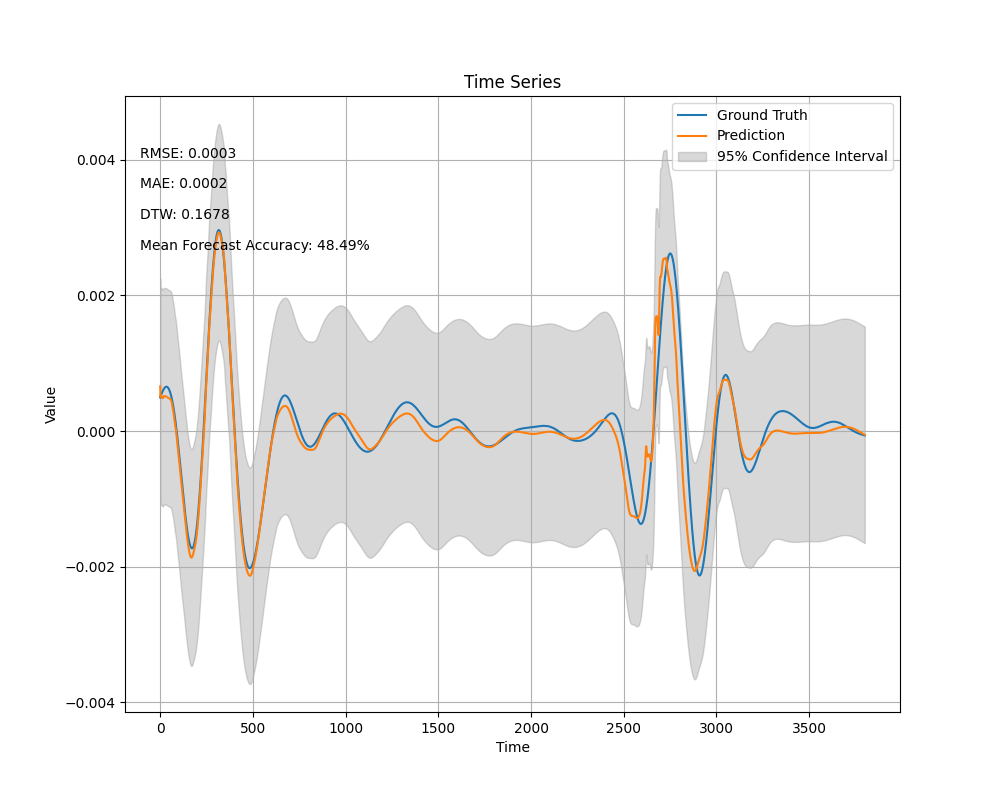 Time Series
Ground Truth
Prediction
95% Confidence Interval
RMSE: 0.0003
MAE: 0.0002
DTW: 0.1678
Mean Forecast Accuracy: 48.49%
0.004
0.002
0.000
−0.002
−0.004
Value
0 500 1000 1500 2000 2500 3000 3500
Time